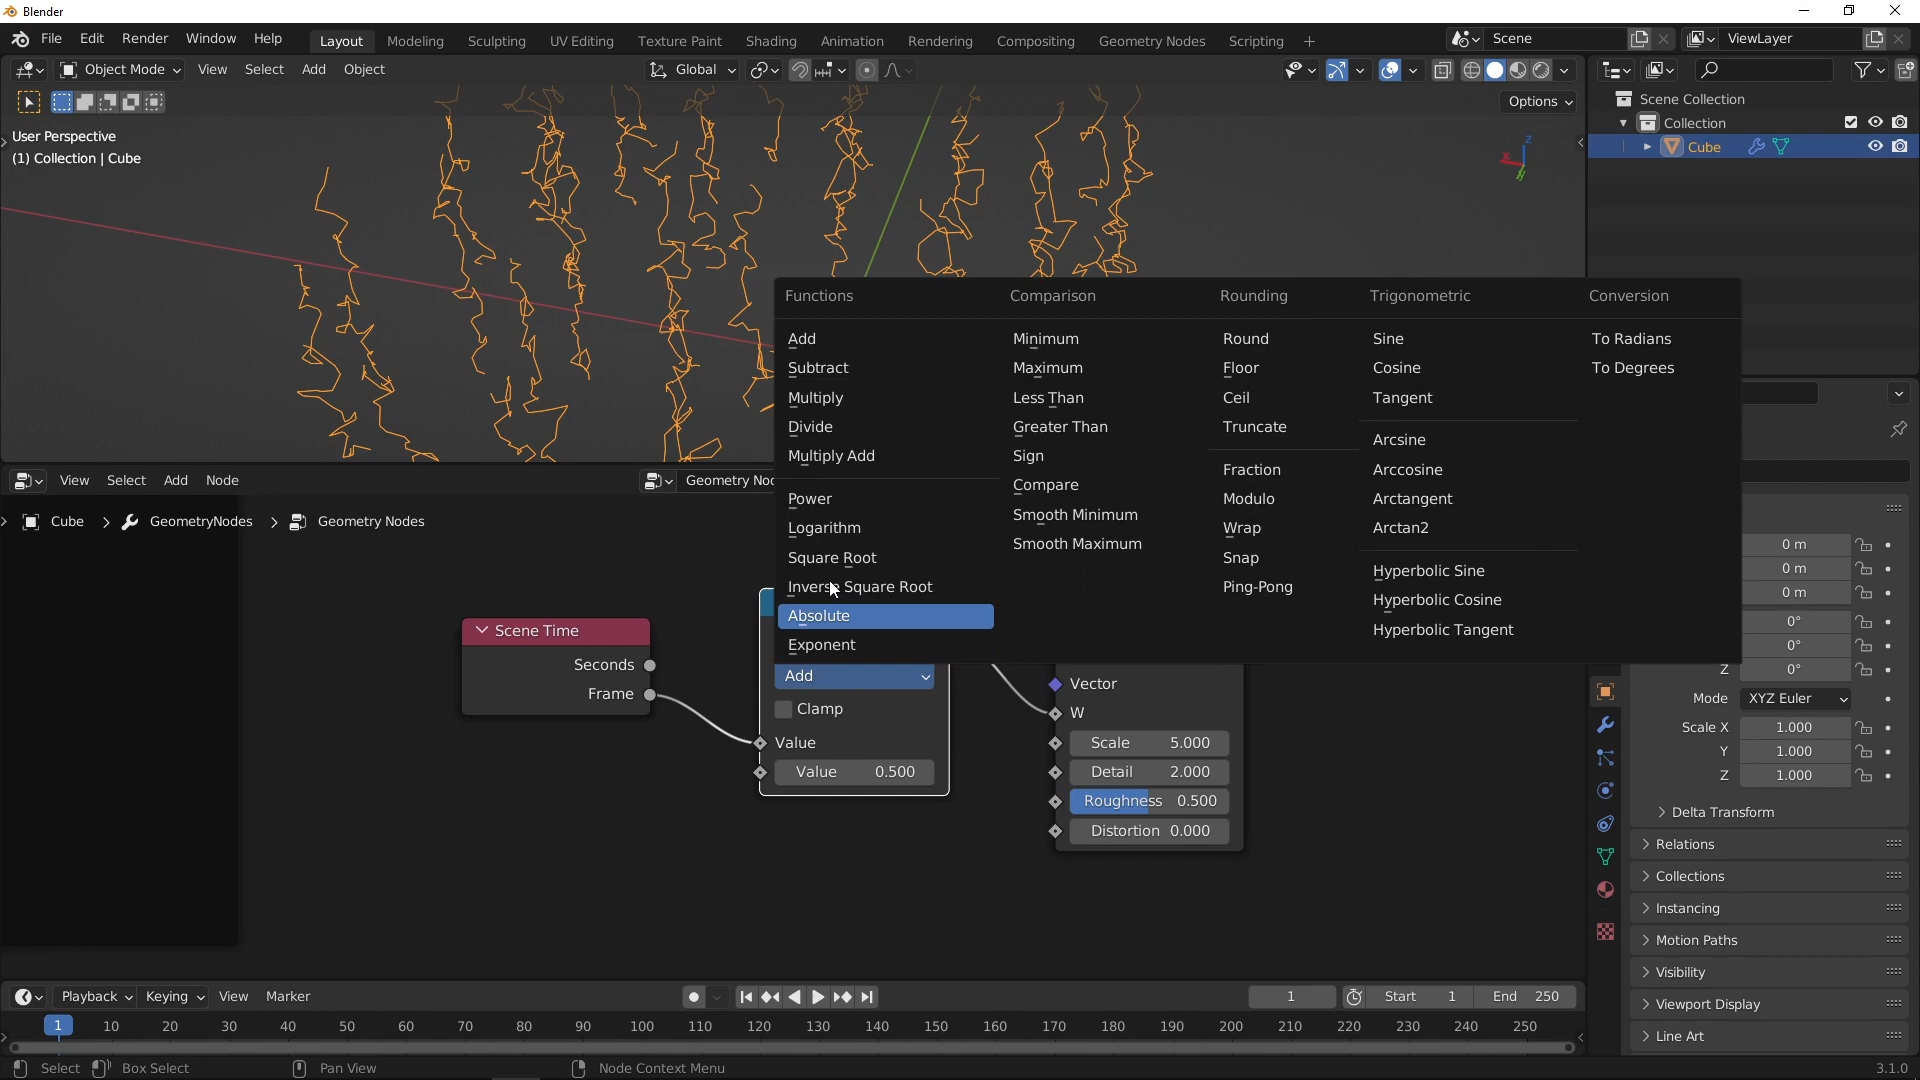 Blender
File Edit Render Window Help Layout Modeling Sculpting UV Editing Texture Paint Shading Animation Rendering Compositing Geometry Nodes Scripting + Scene ViewLayer
Object Mode View Select Add Object Global
Options
User Perspective
(1) Collection | Cube
Z
X
Y
Scene Collection
Collection
Cube
Functions Comparison Rounding Trigonometric Conversion
Add Minimum Round Sine To Radians
Subtract Maximum Floor Cosine To Degrees
Multiply Less Than Ceil Tangent
Divide Greater Than Truncate Arcsine
Multiply Add Sign Fraction Arccosine
Power Compare Modulo Arctangent
Logarithm Smooth Minimum Wrap Arctan2
Square Root Smooth Maximum Snap Hyperbolic Sine
Inverse Square Root Ping-Pong Hyperbolic Cosine
Absolute Hyperbolic Tangent
Exponent
View Select Add Node Geometry Noc
Cube > GeometryNodes > Geometry Nodes
Scene Time
Seconds
Frame
Add
Clamp
Value
Value 0.500
Vector
W
Scale 5.000
Detail 2.000
Roughness 0.500
Distortion 0.000
0 m
0 m
0 m
0°
0°
Z 0°
Mode XYZ Euler
Scale X 1.000
Y 1.000
Z 1.000
Delta Transform
Relations
Collections
Instancing
Motion Paths
Visibility
Viewport Display
Line Art
Playback Keying View Marker 1 Start 1 End 250
1 10 20 30 40 50 60 70 80 90 100 110 120 130 140 150 160 170 180 190 200 210 220 230 240 250
Select Box Select Pan View Node Context Menu 3.1.0